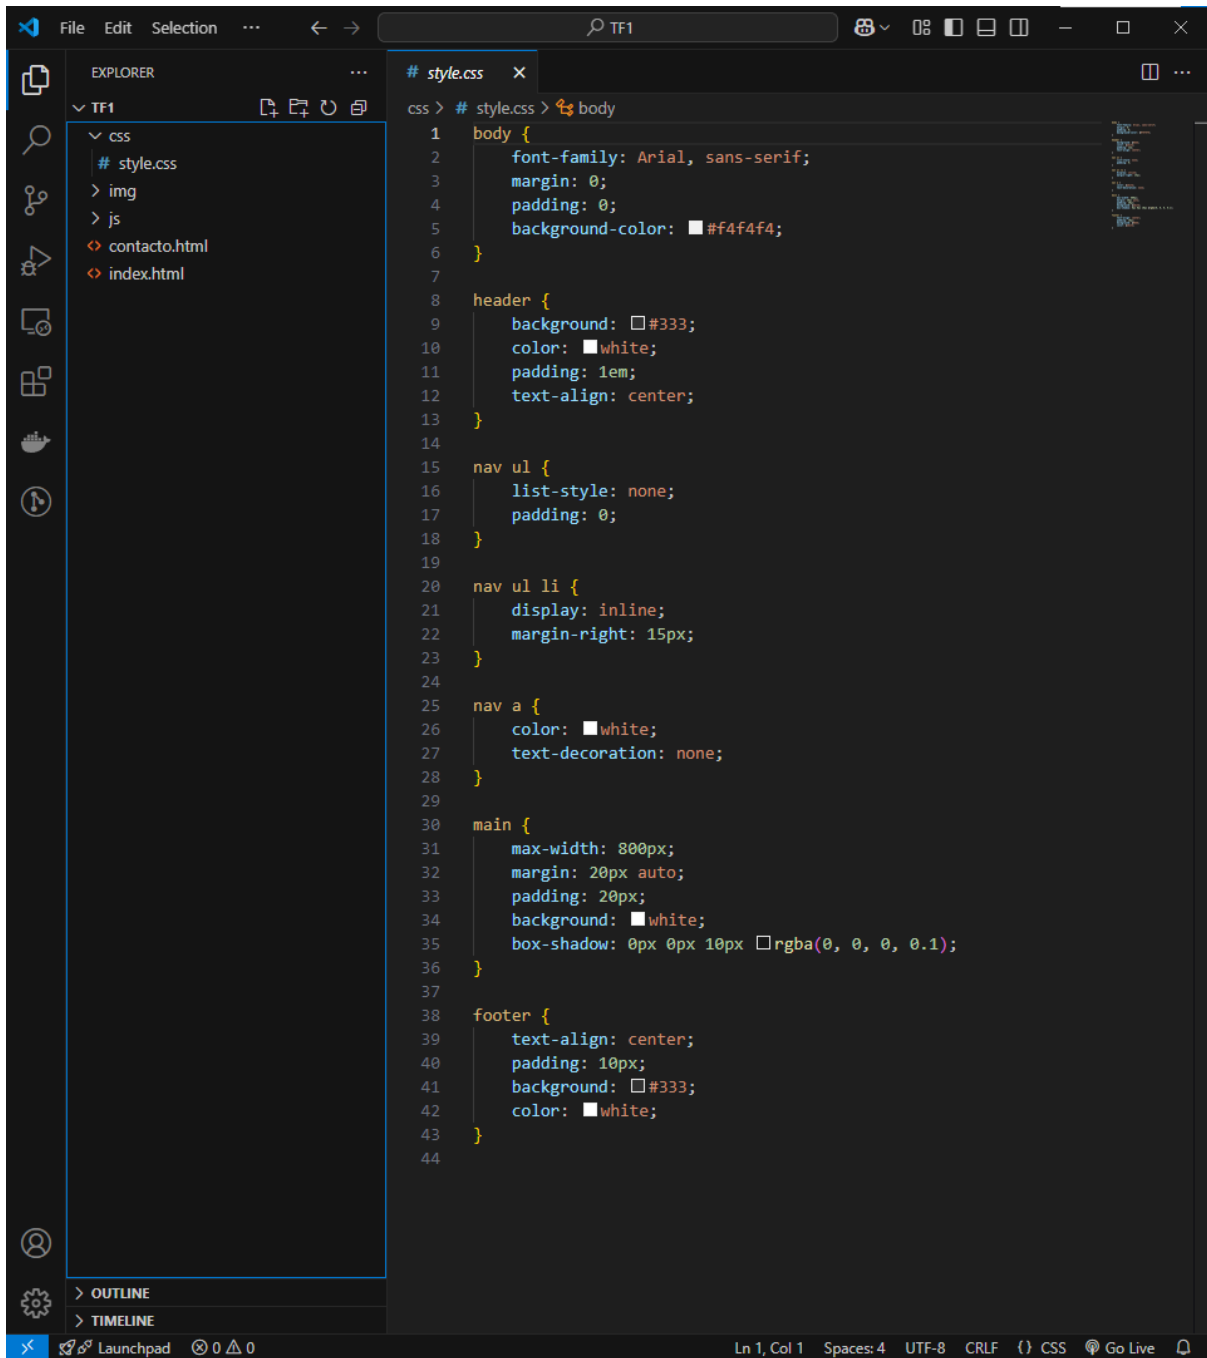 File Edit Selection ··· TF1
EXPLORER ···
TF1
css
# style.css
img
js
<> contacto.html
<> index.html
# style.css
css > # style.css > body
1 body {
2     font-family: Arial, sans-serif;
3     margin: 0;
4     padding: 0;
5     background-color: #f4f4f4;
6 }
7
8 header {
9     background: #333;
10     color: white;
11     padding: 1em;
12     text-align: center;
13 }
14
15 nav ul {
16     list-style: none;
17     padding: 0;
18 }
19
20 nav ul li {
21     display: inline;
22     margin-right: 15px;
23 }
24
25 nav a {
26     color: white;
27     text-decoration: none;
28 }
29
30 main {
31     max-width: 800px;
32     margin: 20px auto;
33     padding: 20px;
34     background: white;
35     box-shadow: 0px 0px 10px rgba(0, 0, 0, 0.1);
36 }
37
38 footer {
39     text-align: center;
40     padding: 10px;
41     background: #333;
42     color: white;
43 }
44
OUTLINE
TIMELINE
Launchpad 0 0 Ln 1, Col 1 Spaces: 4 UTF-8 CRLF {} CSS Go Live